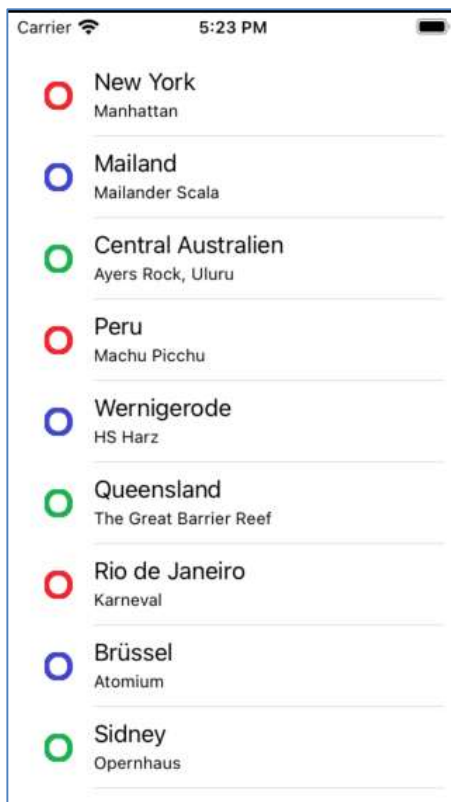 Carrier 5:23 PM
New York
Manhattan
Mailand
Mailander Scala
Central Australien
Ayers Rock, Uluru
Peru
Machu Picchu
Wernigerode
HS Harz
Queensland
The Great Barrier Reef
Rio de Janeiro
Karneval
Brüssel
Atomium
Sidney
Opernhaus